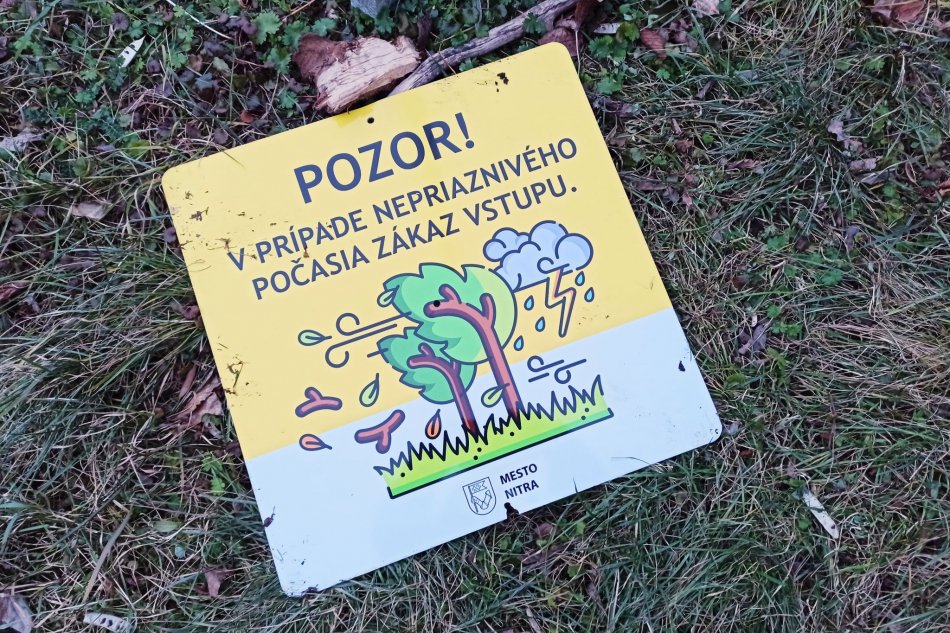 POZOR!
V PRÍPADE NEPRIAZNIVÉHO
POČASIA ZÁKAZ VSTUPU.
MESTO
NITRA